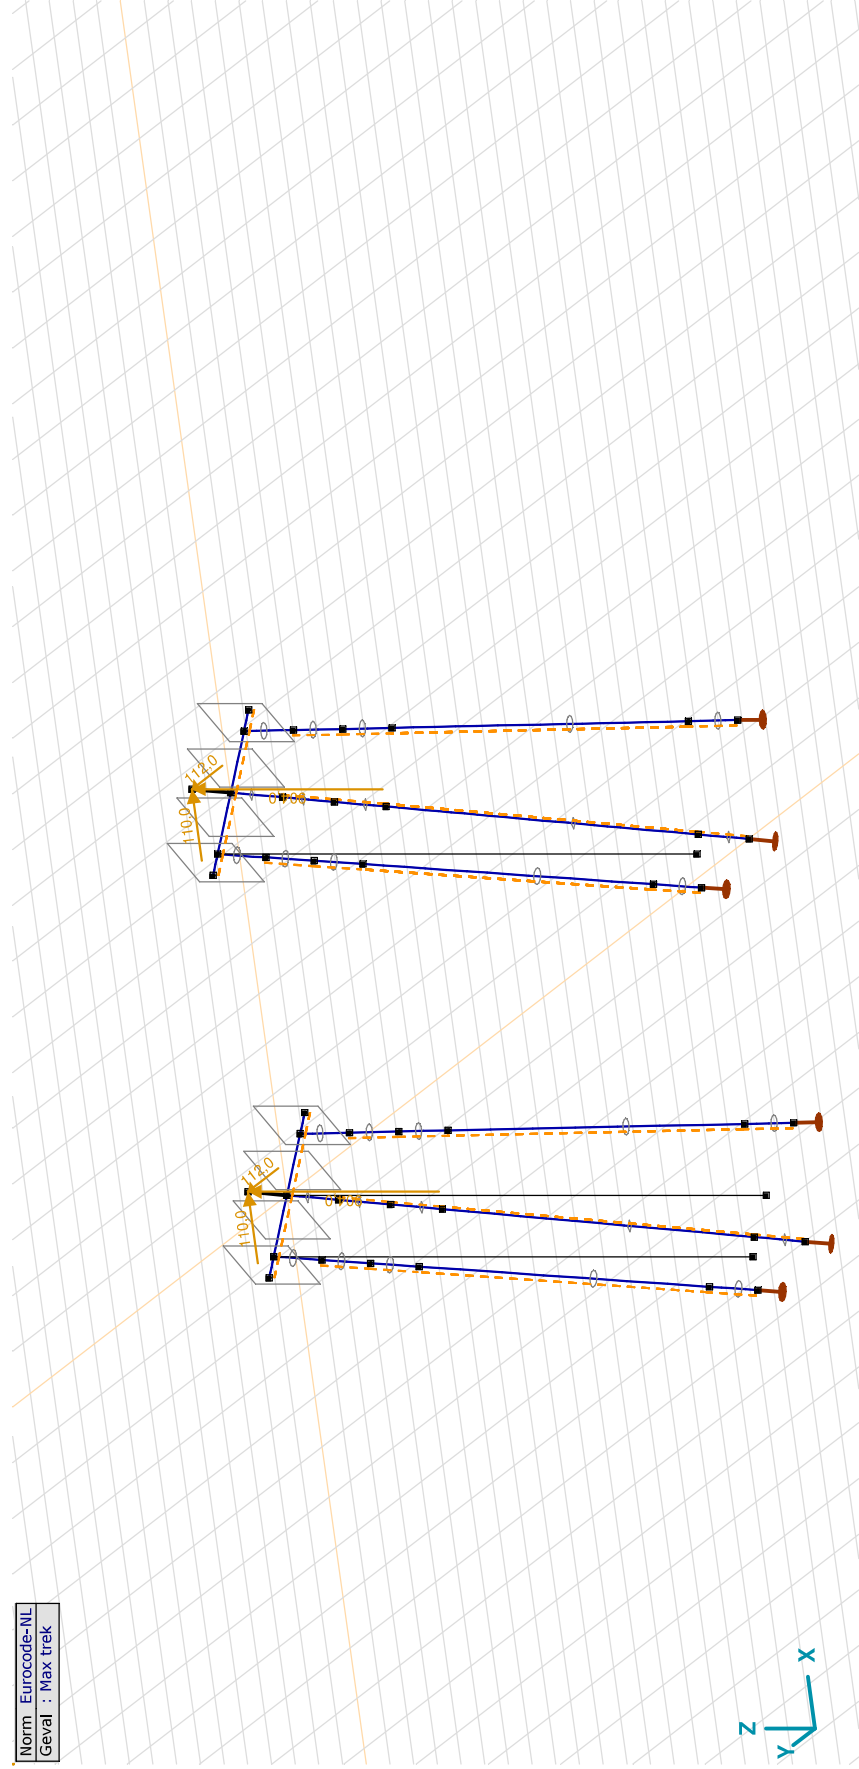 112,0
110,0
112,0
110,0
Norm Eurocode-NL
Geval : Max trek
X
Z
Y